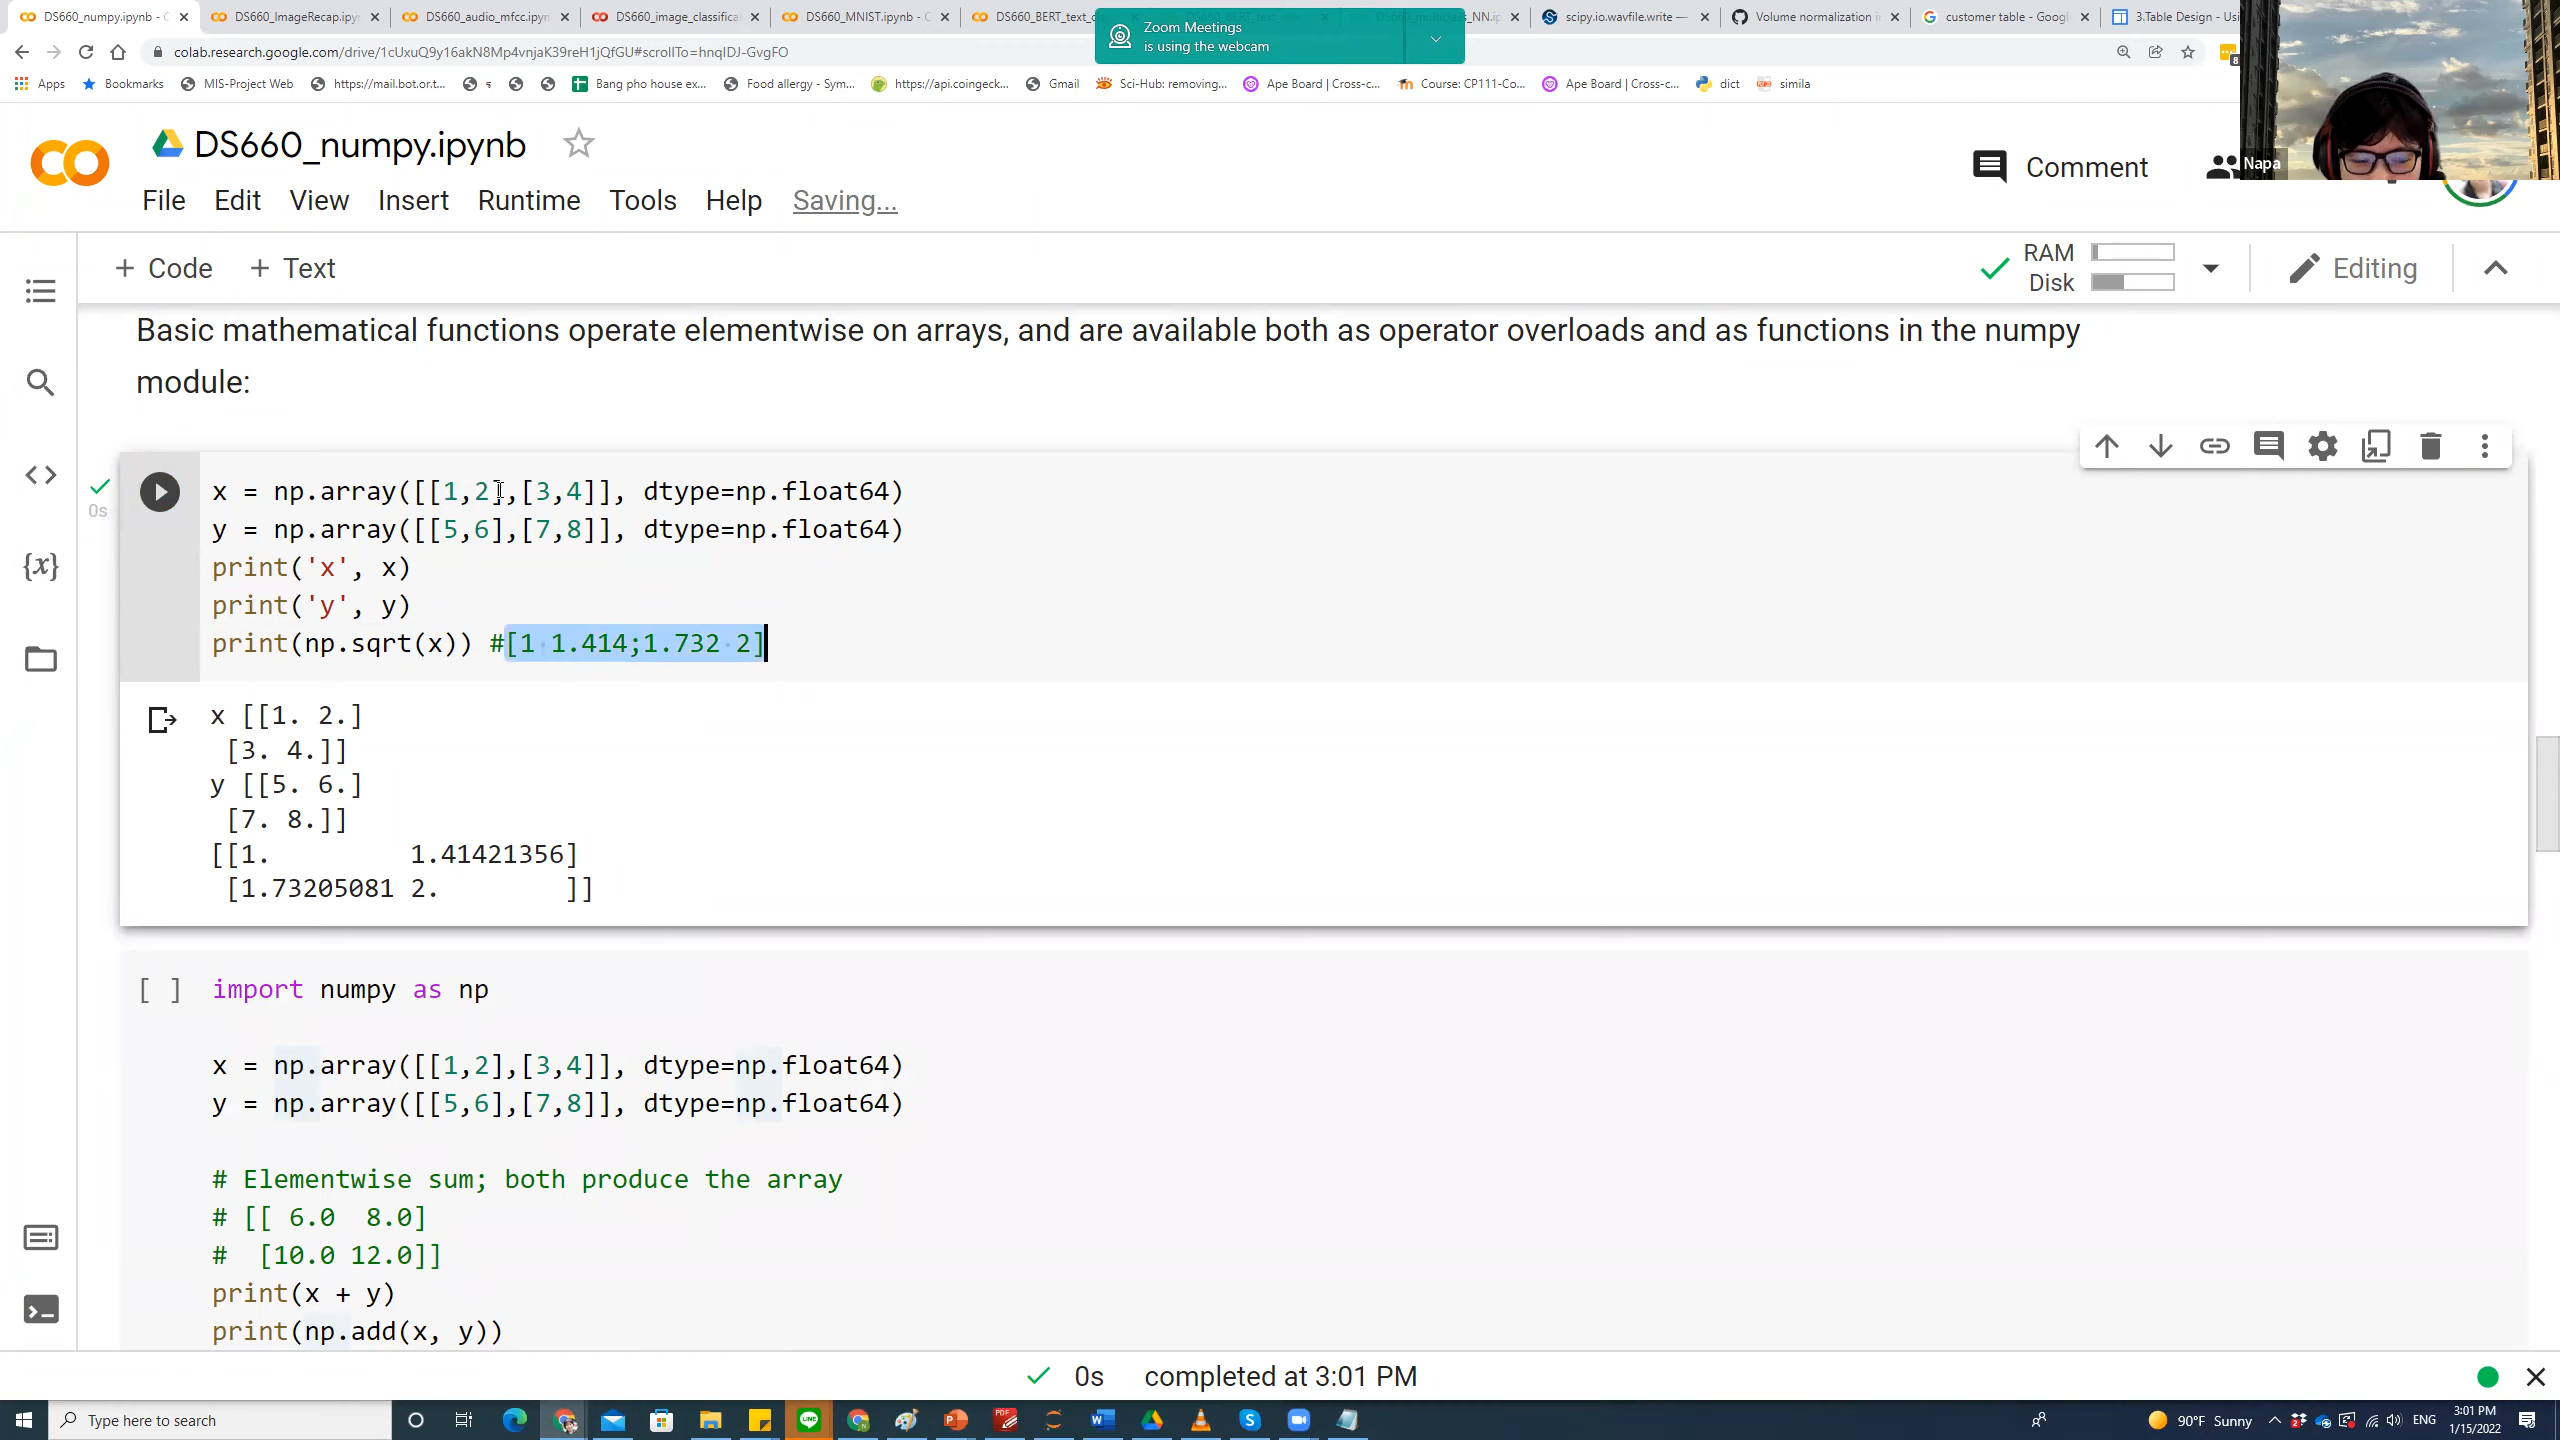 DS660_numpy.ipynb - C
DS660_ImageRecap.ipyn
DS660_audio_mfcc.ipyn
DS660_image_classifica
DS660_MNIST.ipynb - C
DS660_BERT_text_c
scipy.io.wavfile.write —
Volume normalization i
customer table - Googl
3.Table Design - Usi
Zoom Meetings
is using the webcam
colab.research.google.com/drive/1cUxuQ9y16akN8Mp4vnjaK39reH1jQfGU#scrollTo=hnqIDJ-GvgFO
8
Apps
Bookmarks
MIS-Project Web
https://mail.bot.or.t...
s
Bang pho house ex...
Food allergy - Sym...
https://api.coingeck...
Gmail
Sci-Hub: removing...
Ape Board | Cross-c...
Course: CP111-Co...
Ape Board | Cross-c...
dict
simila
DS660_numpy.ipynb
Comment
Napa
File Edit View Insert Runtime Tools Help Saving...
+ Code + Text
RAM
Disk
Editing
Basic mathematical functions operate elementwise on arrays, and are available both as operator overloads and as functions in the numpy
module:
0s
x = np.array([[1,2],[3,4]], dtype=np.float64)
y = np.array([[5,6],[7,8]], dtype=np.float64)
print('x', x)
print('y', y)
print(np.sqrt(x)) #[1 1.414;1.732 2]
x [[1. 2.]
[3. 4.]]
y [[5. 6.]
[7. 8.]]
[[1. 1.41421356]
[1.73205081 2. ]]
[ ] import numpy as np
x = np.array([[1,2],[3,4]], dtype=np.float64)
y = np.array([[5,6],[7,8]], dtype=np.float64)
# Elementwise sum; both produce the array
# [[ 6.0 8.0]
# [10.0 12.0]]
print(x + y)
print(np.add(x, y))
0s completed at 3:01 PM
Type here to search
90°F Sunny
ENG
3:01 PM
1/15/2022